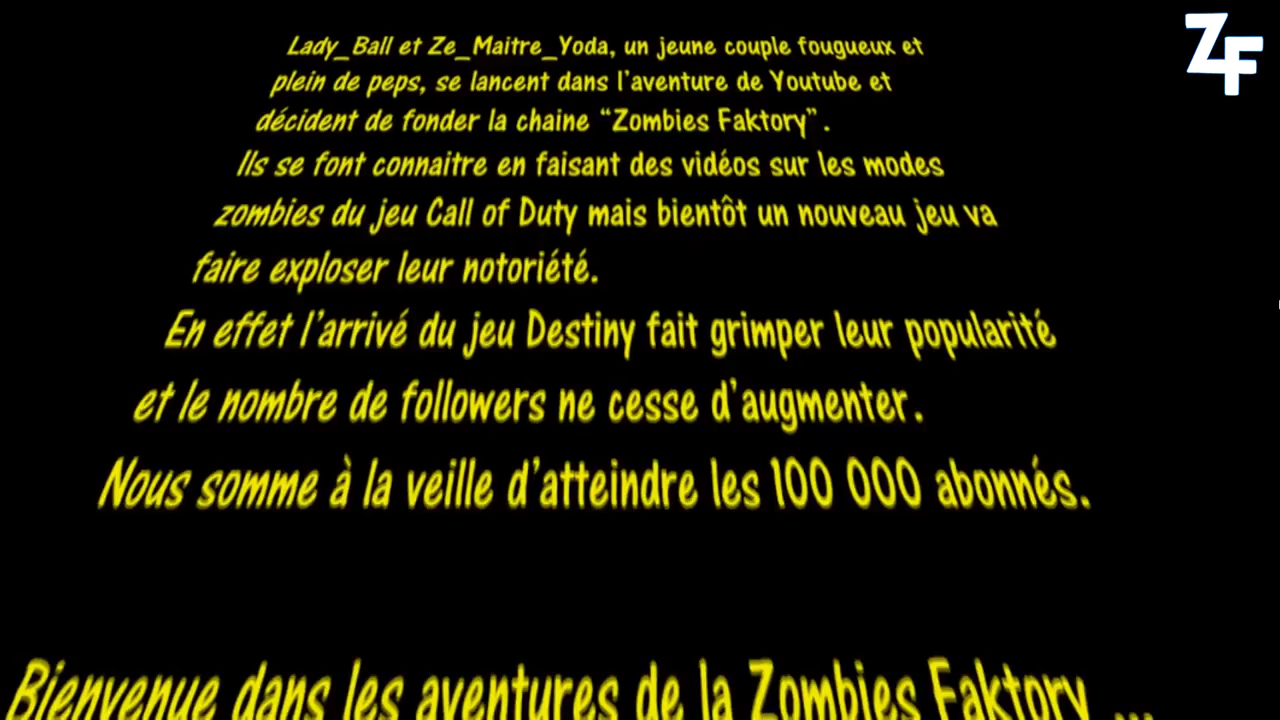 ZF
Lady_Ball et Ze_Maitre_Yoda, un jeune couple fougueux et
plein de peps, se lancent dans l'aventure de Youtube et
décident de fonder la chaine “Zombies Faktory”.
Ils se font connaitre en faisant des vidéos sur les modes
zombies du jeu Call of Duty mais bientôt un nouveau jeu va
faire exploser leur notoriété.
En effet l'arrivé du jeu Destiny fait grimper leur popularité
et le nombre de followers ne cesse d'augmenter.
Nous somme à la veille d'atteindre les 100 000 abonnés.
Bienvenue dans les aventures de la Zombies Faktory ...